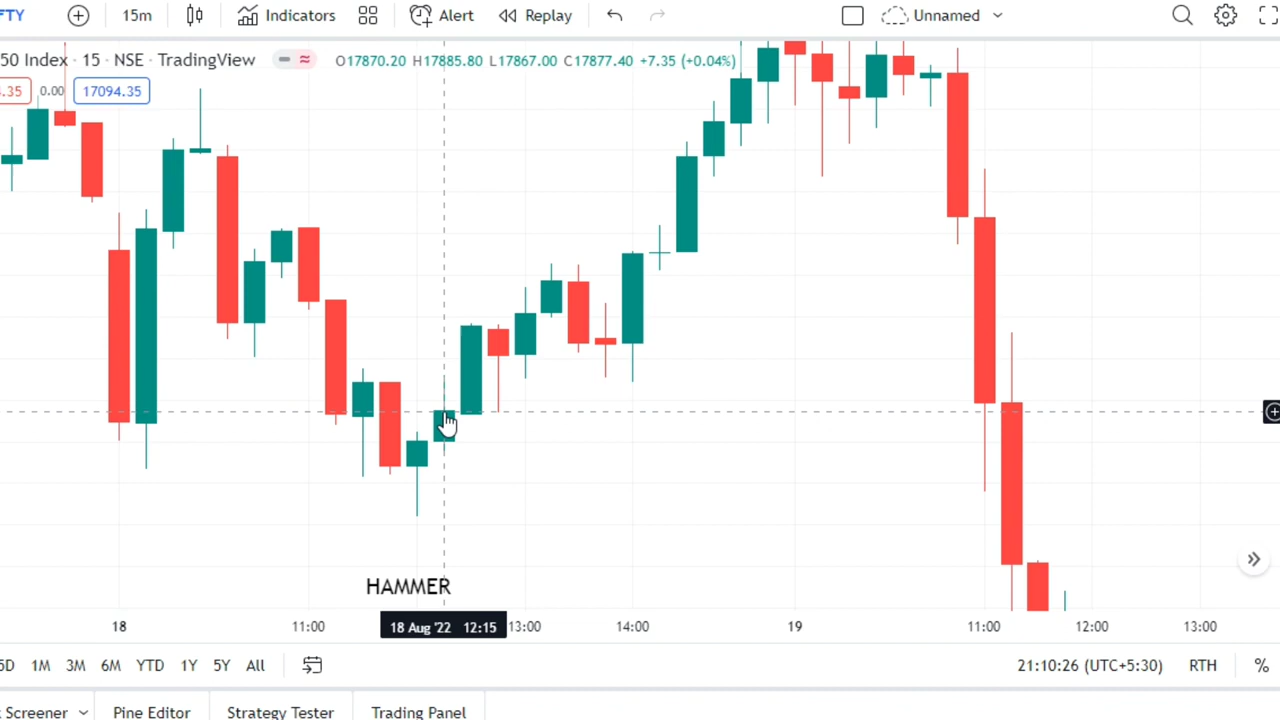 FTY 15m Indicators Alert Replay Unnamed
50 Index · 15 · NSE · TradingView O17870.20 H17885.80 L17867.00 C17877.40 +7.35 (+0.04%)
.35 0.00 17094.35
HAMMER
18 11:00 18 Aug '22 12:15 13:00 14:00 19 11:00 12:00 13:00
5D 1M 3M 6M YTD 1Y 5Y All 21:10:26 (UTC+5:30) RTH %
Screener Pine Editor Strategy Tester Trading Panel